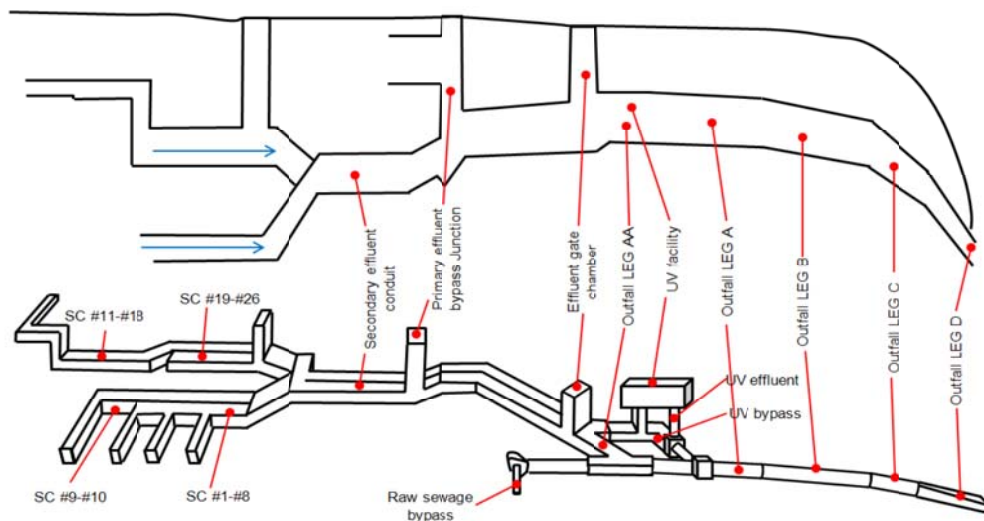 SC #11-#18
SC #19-#26
SC #9-#10
SC #1-#8
Secondary effluent
conduit
Primary effluent
bypass Junction
Effluent gate
chamber
Outfall LEG AA
UV facility
Outfall LEG A
Outfall LEG B
Outfall LEG C
Outfall LEG D
UV effluent
UV bypass
Raw sewage
bypass